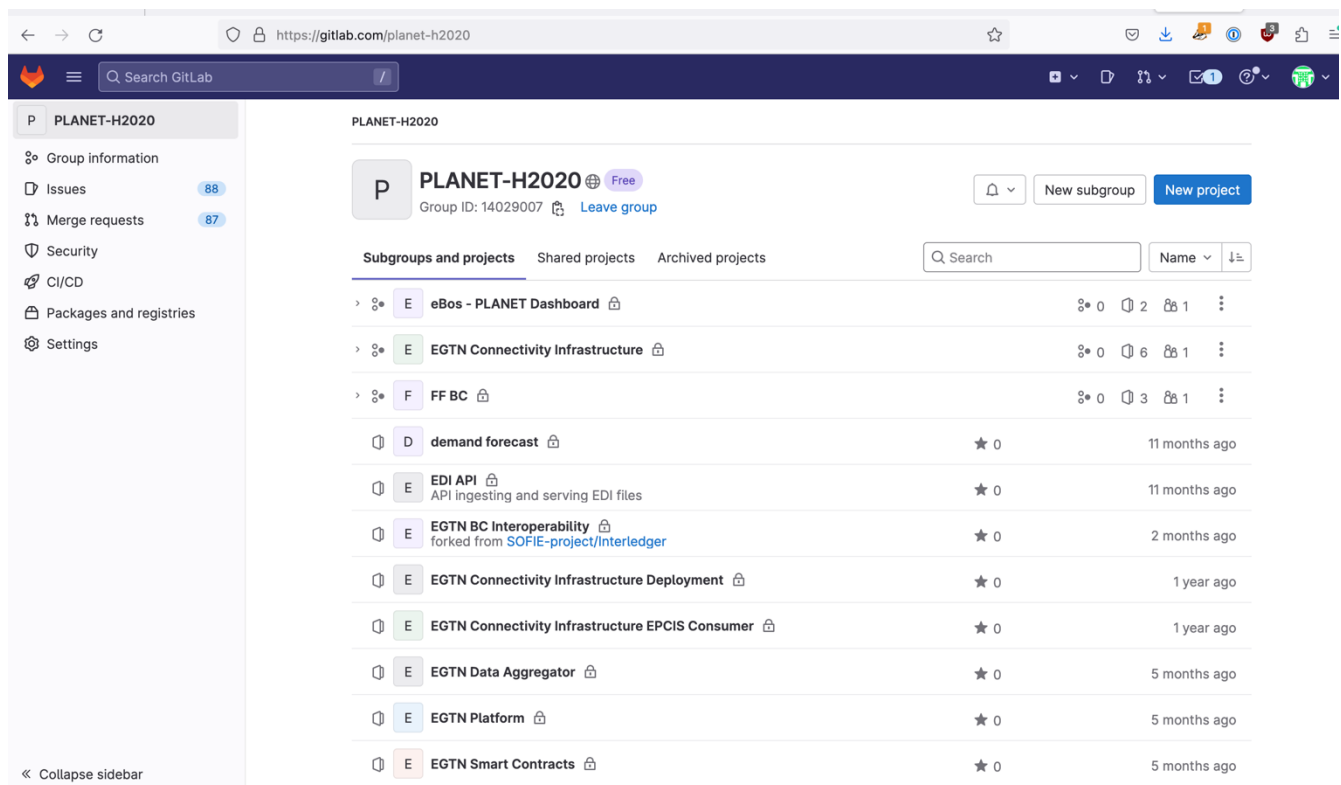 https://gitlab.com/planet-h2020
Search GitLab /
1
3
P PLANET-H2020
Group information
Issues 88
Merge requests 87
Security
CI/CD
Packages and registries
Settings
« Collapse sidebar
PLANET-H2020
P PLANET-H2020 Free
Group ID: 14029007 Leave group
New subgroup New project
Subgroups and projects Shared projects Archived projects Search Name
E eBos - PLANET Dashboard 0 2 1
E EGTN Connectivity Infrastructure 0 6 1
F FF BC 0 3 1
D demand forecast 0 11 months ago
E EDI API 0 11 months ago
API ingesting and serving EDI files
E EGTN BC Interoperability 0 2 months ago
forked from SOFIE-project/Interledger
E EGTN Connectivity Infrastructure Deployment 0 1 year ago
E EGTN Connectivity Infrastructure EPCIS Consumer 0 1 year ago
E EGTN Data Aggregator 0 5 months ago
E EGTN Platform 0 5 months ago
E EGTN Smart Contracts 0 5 months ago